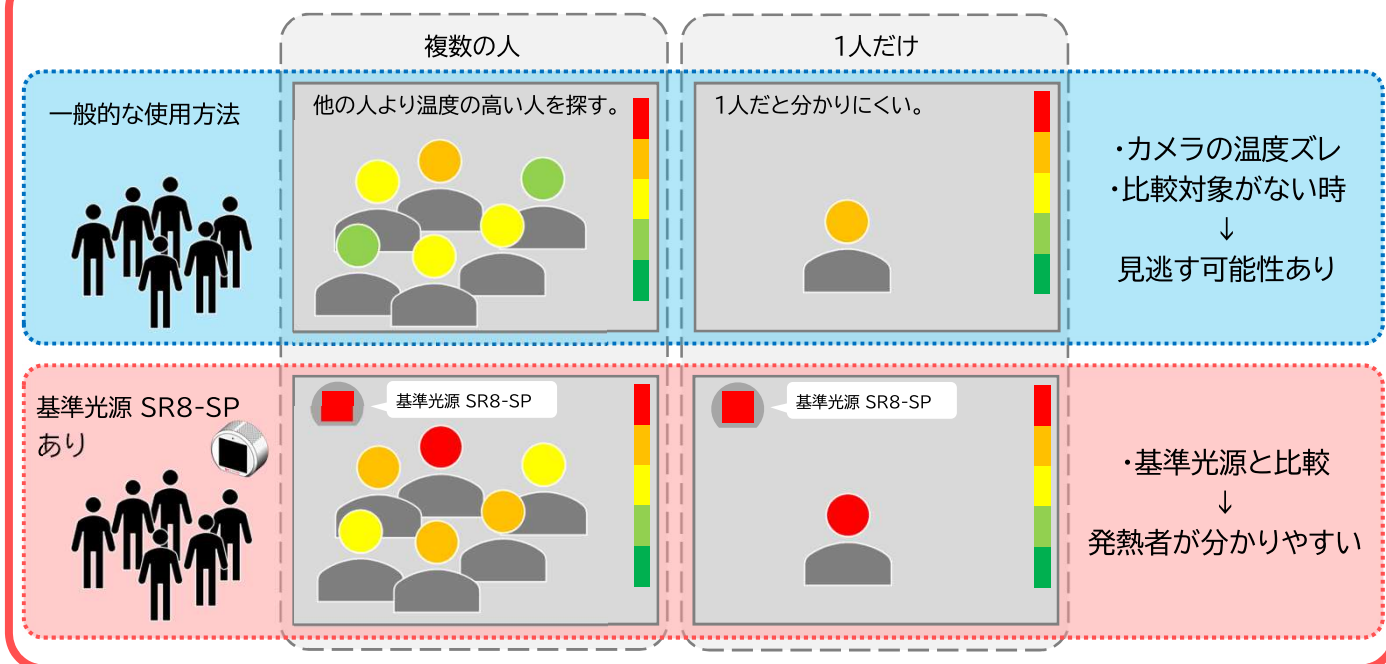 複数の人
1人だけ
一般的な使用方法
他の人より温度の高い人を探す。
1人だと分かりにくい。
・カメラの温度ズレ
・比較対象がない時
↓
見逃す可能性あり
基準光源 SR8-SP
あり
基準光源 SR8-SP
基準光源 SR8-SP
・基準光源と比較
↓
発熱者が分かりやすい